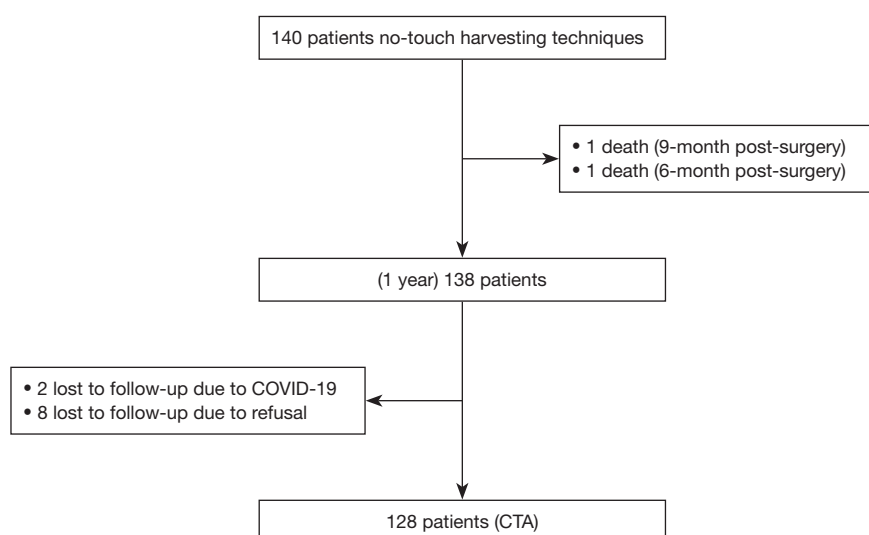 140 patients no-touch harvesting techniques
• 1 death (9-month post-surgery)
• 1 death (6-month post-surgery)
(1 year) 138 patients
• 2 lost to follow-up due to COVID-19
• 8 lost to follow-up due to refusal
128 patients (CTA)